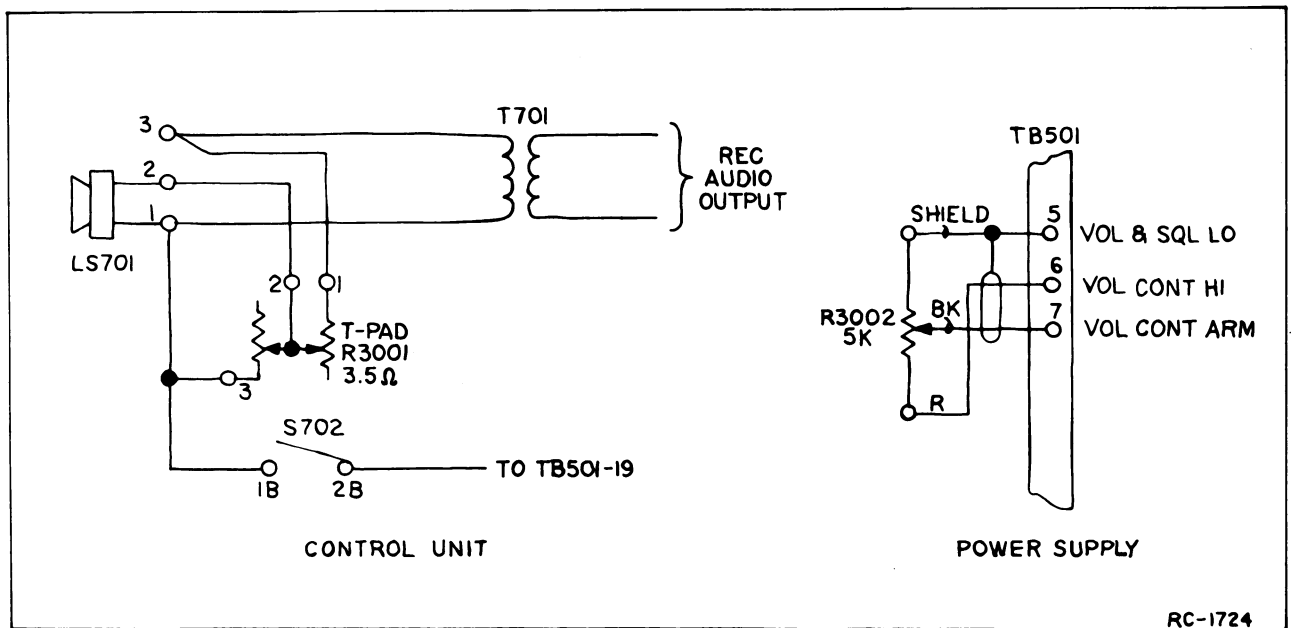 T701
3
2
1
LS701
REC
AUDIO
OUTPUT
2
1
T-PAD
R3001
3.5Ω
3
S702
1B
2B
TO TB501-19
CONTROL UNIT
TB501
SHIELD
5
VOL & SQL LO
6
VOL CONT HI
7
VOL CONT ARM
BK
R3002
5K
R
POWER SUPPLY
RC-1724